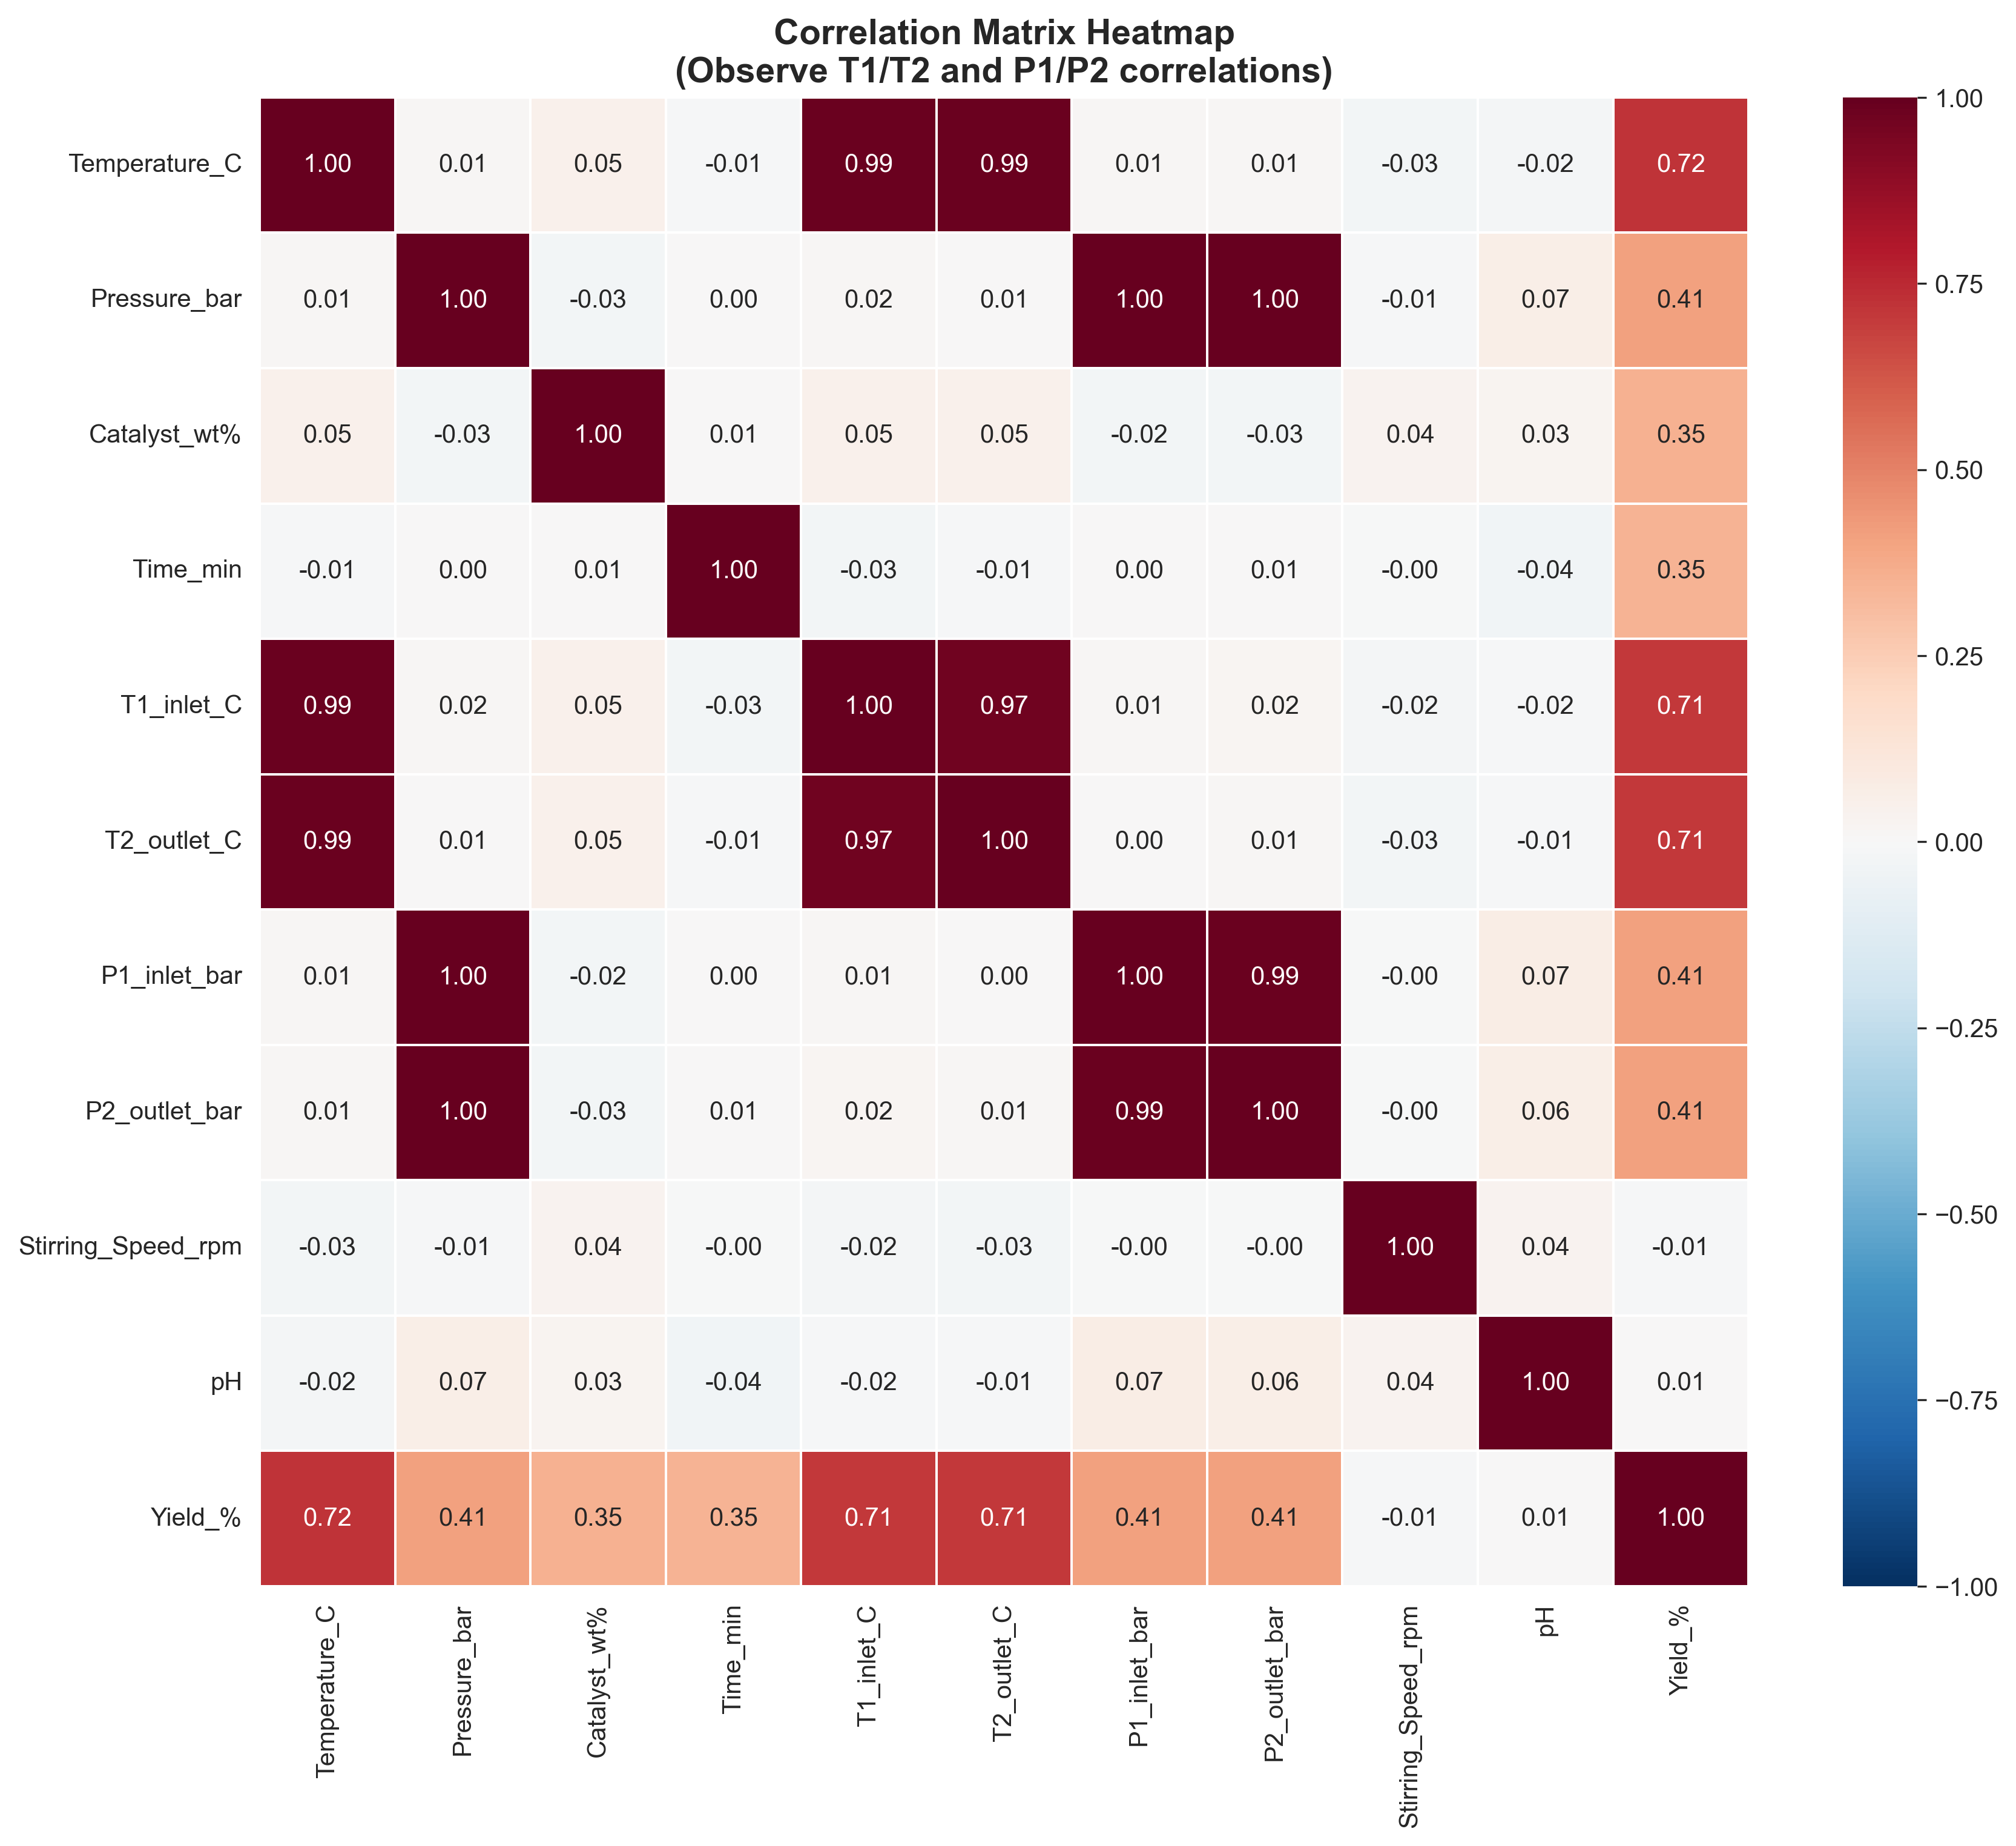 Correlation Matrix Heatmap
(Observe T1/T2 and P1/P2 correlations)
Temperature_C 1.00 0.01 0.05 -0.01 0.99 0.99 0.01 0.01 -0.03 -0.02 0.72
Pressure_bar 0.01 1.00 -0.03 0.00 0.02 0.01 1.00 1.00 -0.01 0.07 0.41
Catalyst_wt% 0.05 -0.03 1.00 0.01 0.05 0.05 -0.02 -0.03 0.04 0.03 0.35
Time_min -0.01 0.00 0.01 1.00 -0.03 -0.01 0.00 0.01 -0.00 -0.04 0.35
T1_inlet_C 0.99 0.02 0.05 -0.03 1.00 0.97 0.01 0.02 -0.02 -0.02 0.71
T2_outlet_C 0.99 0.01 0.05 -0.01 0.97 1.00 0.00 0.01 -0.03 -0.01 0.71
P1_inlet_bar 0.01 1.00 -0.02 0.00 0.01 0.00 1.00 0.99 -0.00 0.07 0.41
P2_outlet_bar 0.01 1.00 -0.03 0.01 0.02 0.01 0.99 1.00 -0.00 0.06 0.41
Stirring_Speed_rpm -0.03 -0.01 0.04 -0.00 -0.02 -0.03 -0.00 -0.00 1.00 0.04 -0.01
pH -0.02 0.07 0.03 -0.04 -0.02 -0.01 0.07 0.06 0.04 1.00 0.01
Yield_% 0.72 0.41 0.35 0.35 0.71 0.71 0.41 0.41 -0.01 0.01 1.00
Temperature_C
Pressure_bar
Catalyst_wt%
Time_min
T1_inlet_C
T2_outlet_C
P1_inlet_bar
P2_outlet_bar
Stirring_Speed_rpm
pH
Yield_%
1.00
0.75
0.50
0.25
0.00
−0.25
−0.50
−0.75
−1.00